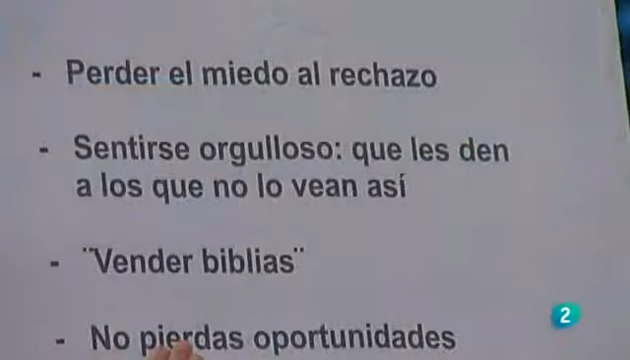 - Perder el miedo al rechazo
- Sentirse orgulloso: que les den
a los que no lo vean así
- ¨Vender biblias¨
- No pierdas oportunidades
2